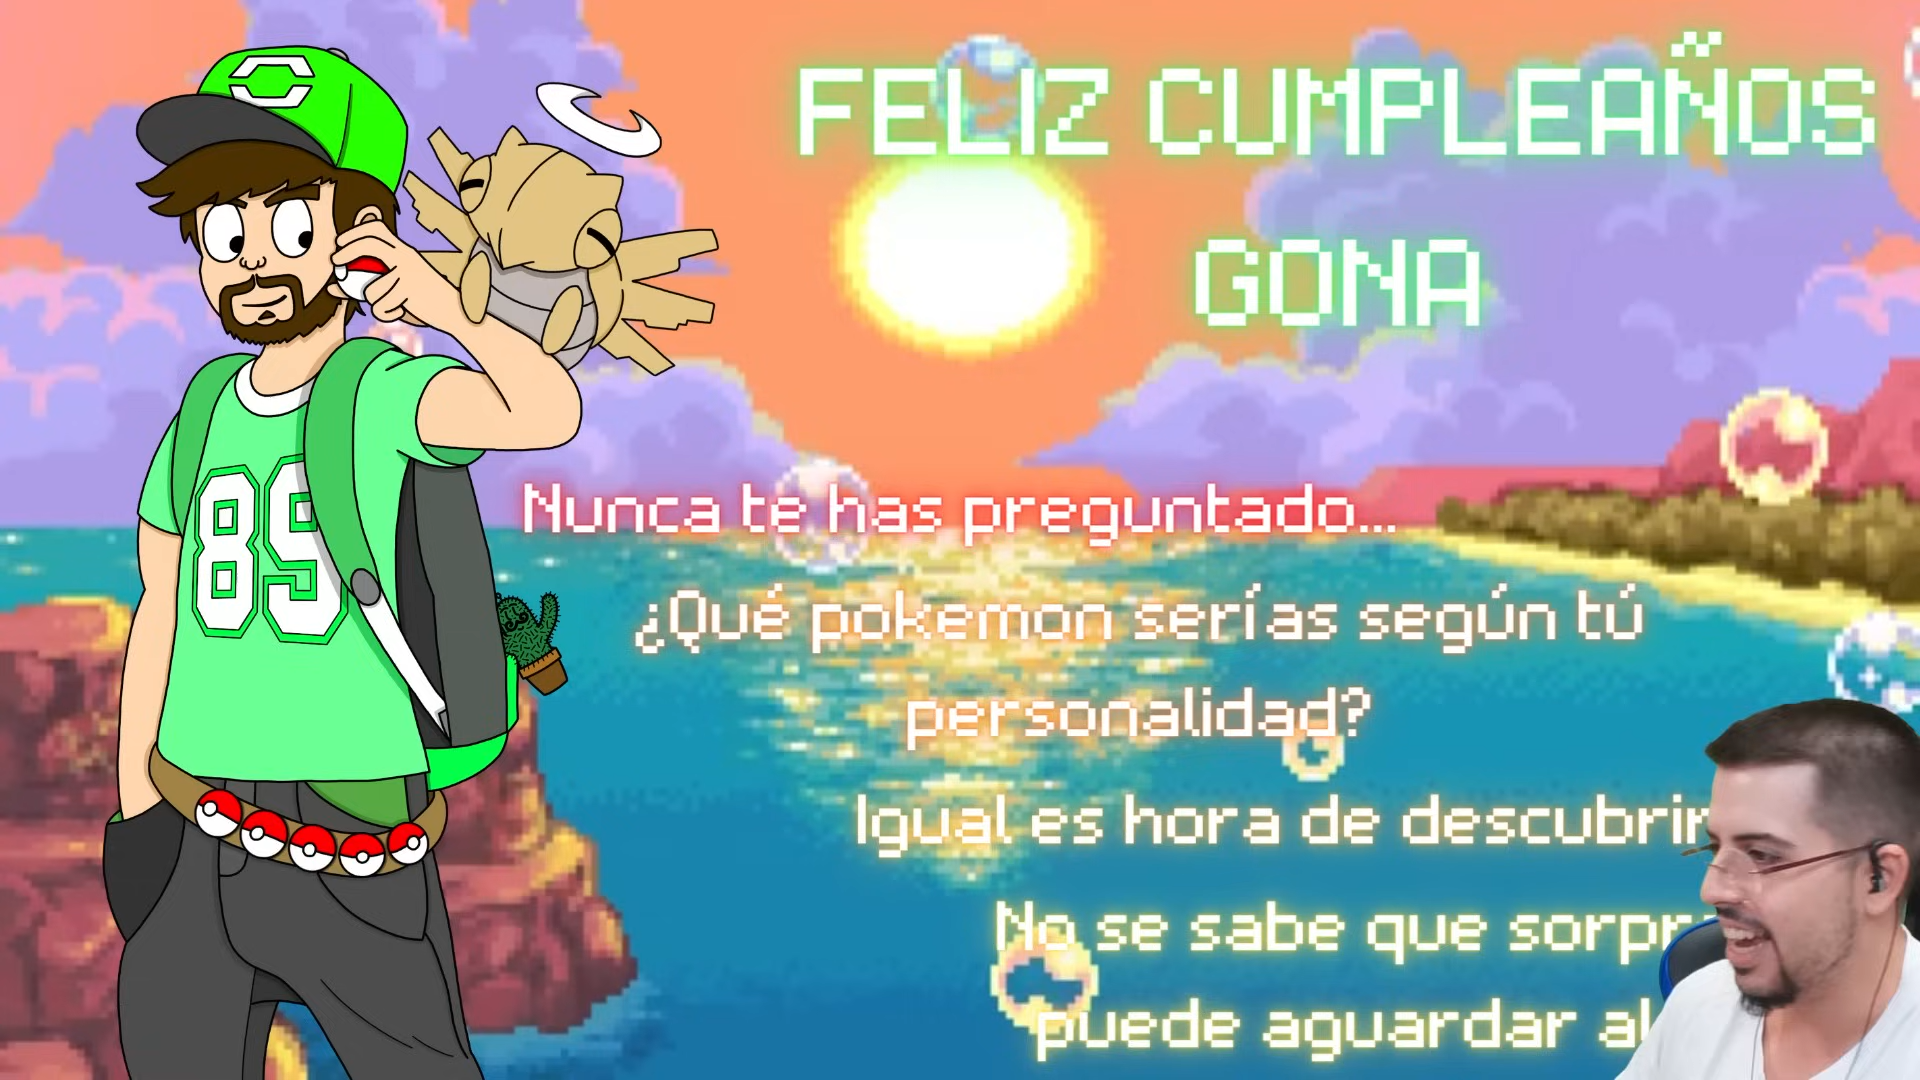 FELIZ CUMPLEAÑOS
GONA
Nunca te has preguntado...
¿Qué pokemon serías según tú
personalidad?
Igual es hora de descubrir
No se sabe que
puede aguardar al
89